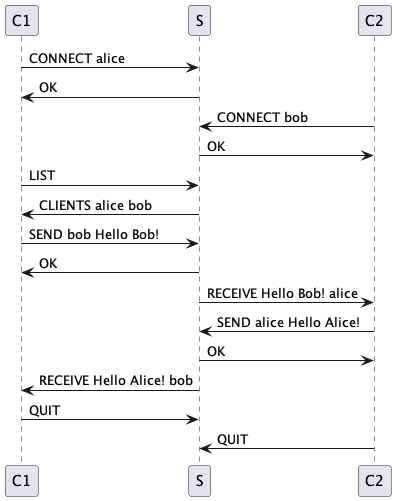 C1 S C2
CONNECT alice
OK
CONNECT bob
OK
LIST
CLIENTS alice bob
SEND bob Hello Bob!
OK
RECEIVE Hello Bob! alice
SEND alice Hello Alice!
OK
RECEIVE Hello Alice! bob
QUIT
QUIT
C1 S C2